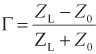 Γ = (Z_L − Z_0) / (Z_L + Z_0)